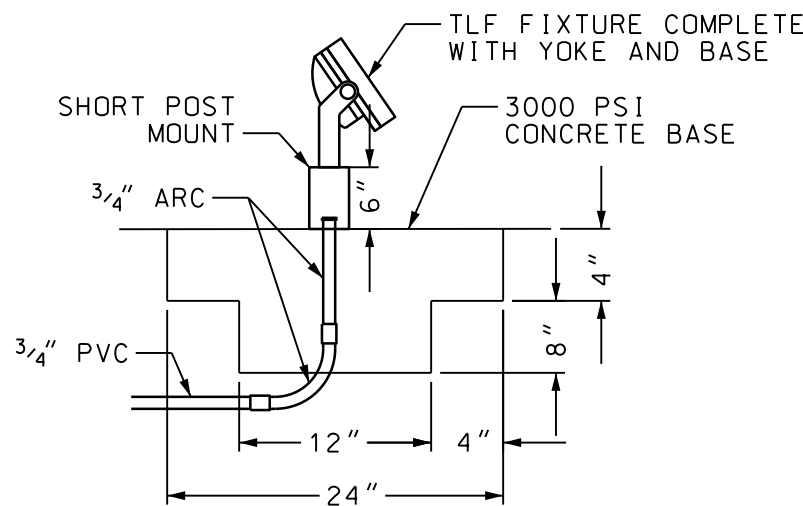 TLF FIXTURE COMPLETE
WITH YOKE AND BASE
SHORT POST
MOUNT
3000 PSI
CONCRETE BASE
3/4" ARC
6"
4"
8"
3/4" PVC
12"
4"
24"